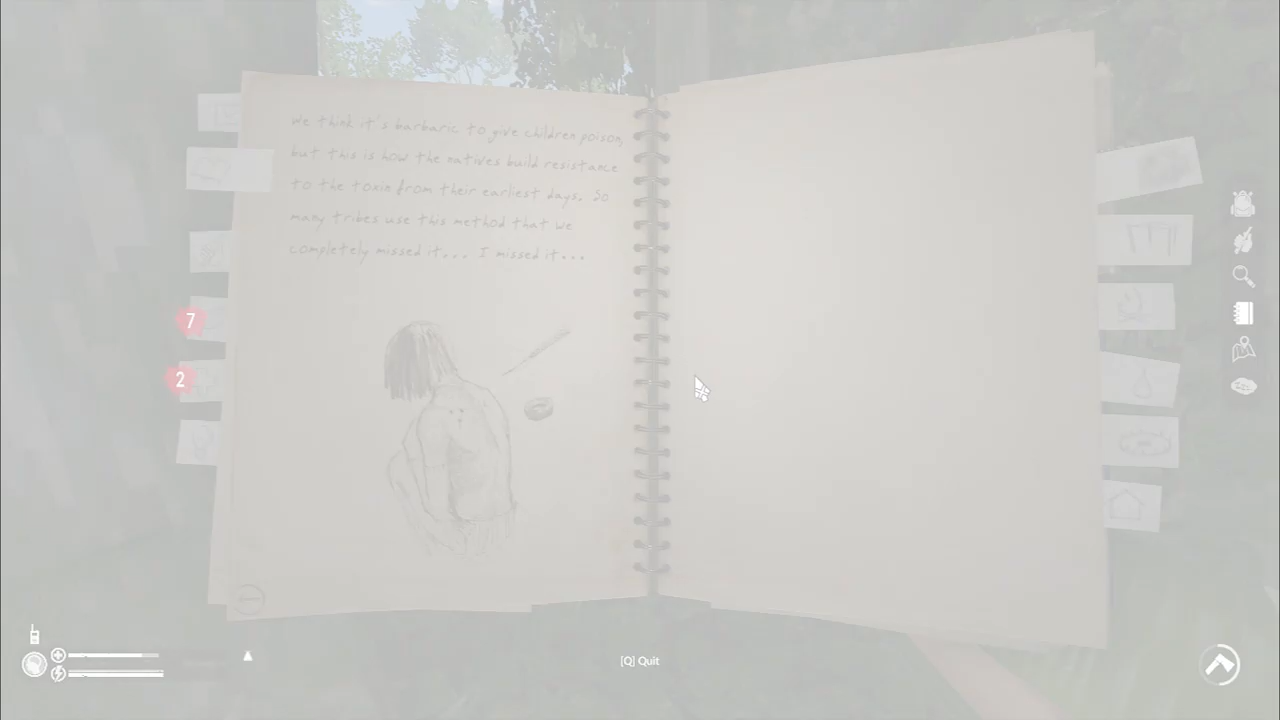 We think it's barbaric to give children poison,
but this is how the natives build resistance
to the toxin from their earliest days. So
many tribes use this method that we
completely missed it... I missed it...
7
2
[Q] Quit